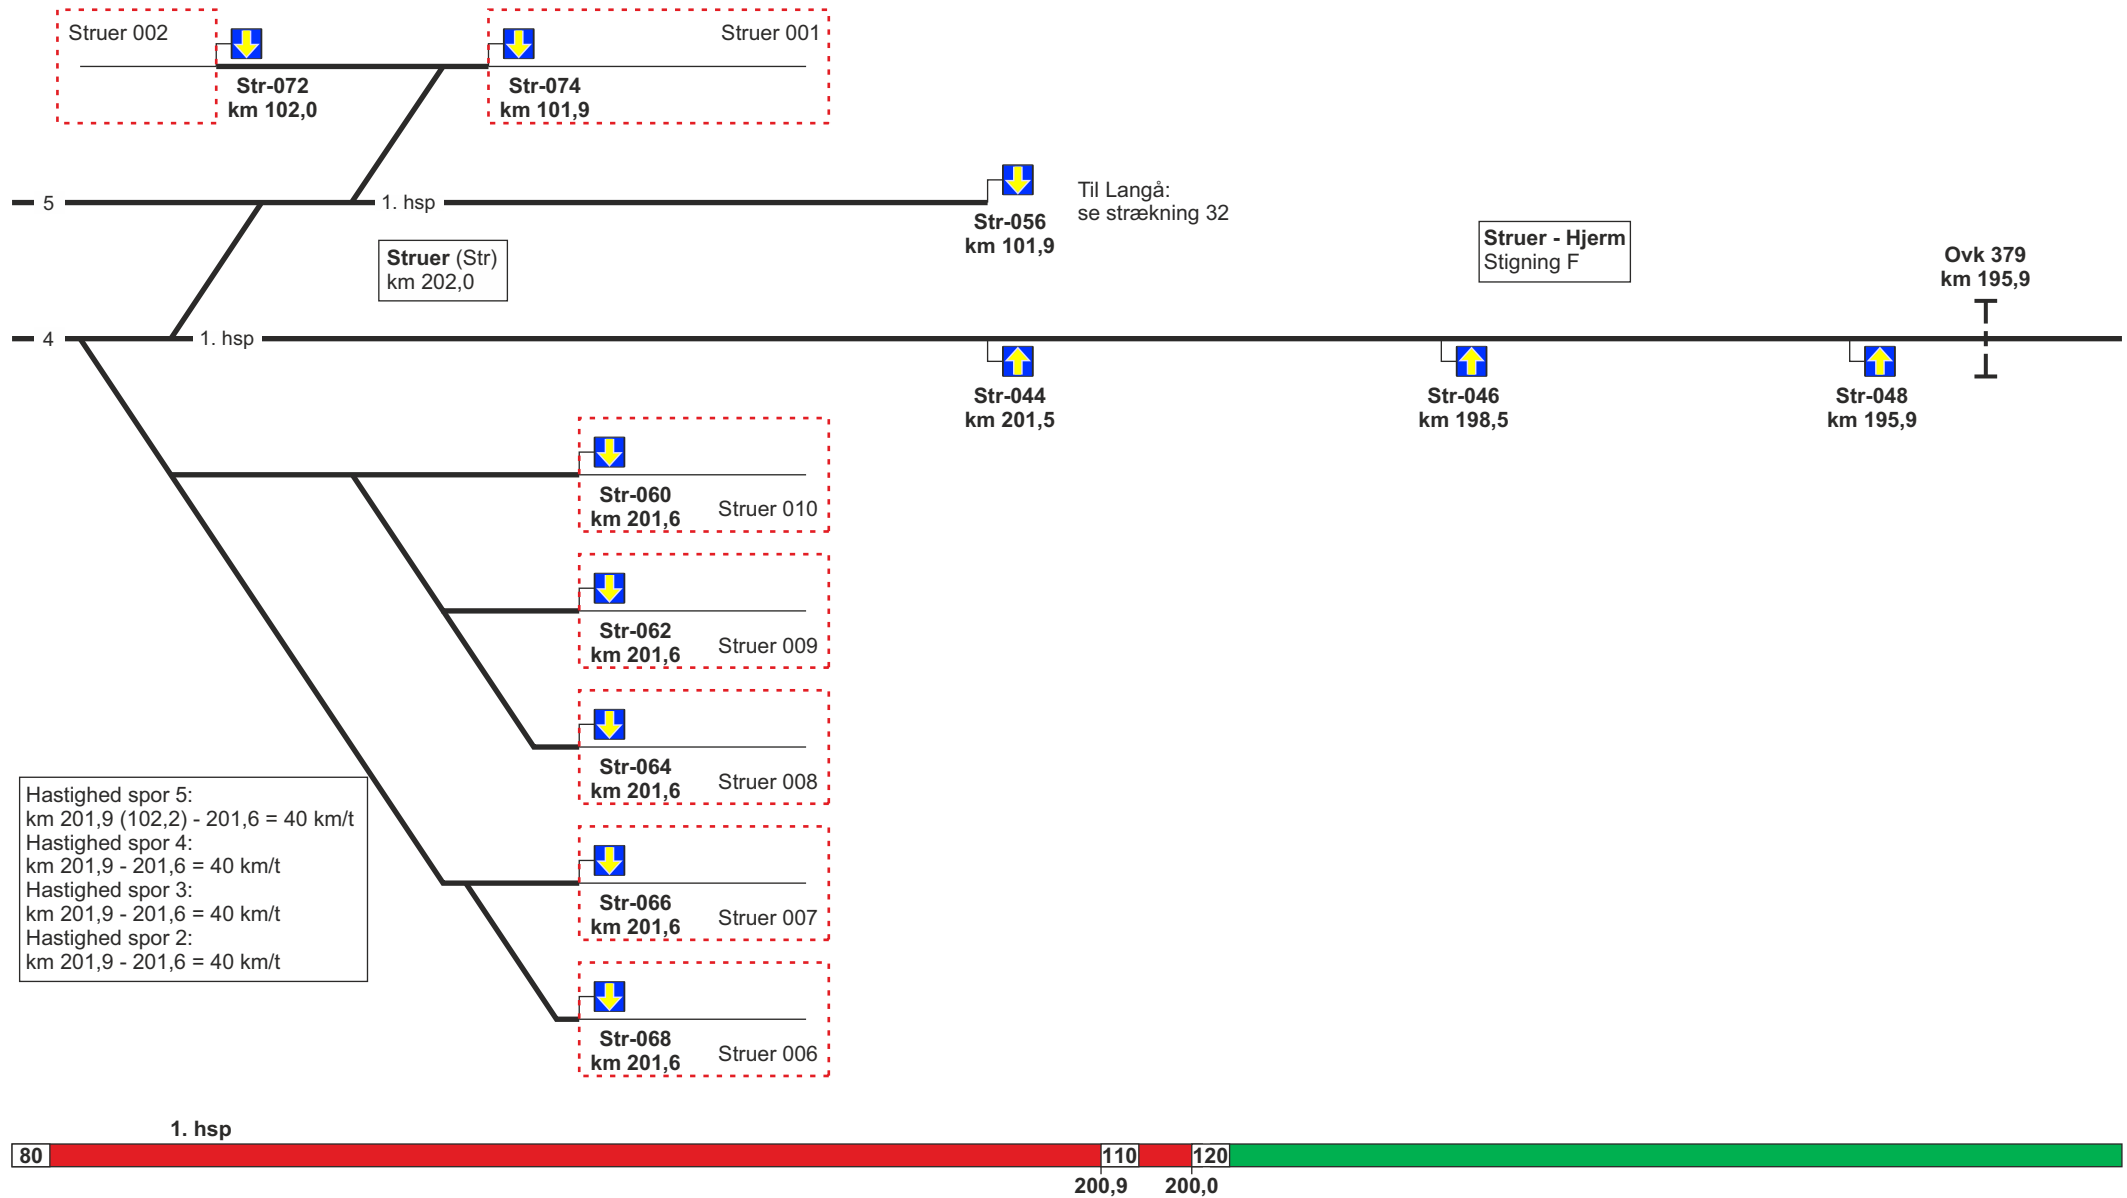 Struer 002
Struer 001
Str-072
km 102,0
Str-074
km 101,9
5
1. hsp
Str-056
km 101,9
Til Langå:
se strækning 32
Struer (Str)
km 202,0
Struer - Hjerm
Stigning F
Ovk 379
km 195,9
4
1. hsp
Str-044
km 201,5
Str-046
km 198,5
Str-048
km 195,9
Str-060
km 201,6
Struer 010
Str-062
km 201,6
Struer 009
Str-064
km 201,6
Struer 008
Hastighed spor 5:
km 201,9 (102,2) - 201,6 = 40 km/t
Hastighed spor 4:
km 201,9 - 201,6 = 40 km/t
Hastighed spor 3:
km 201,9 - 201,6 = 40 km/t
Hastighed spor 2:
km 201,9 - 201,6 = 40 km/t
Str-066
km 201,6
Struer 007
Str-068
km 201,6
Struer 006
1. hsp
80
110
120
200,9
200,0